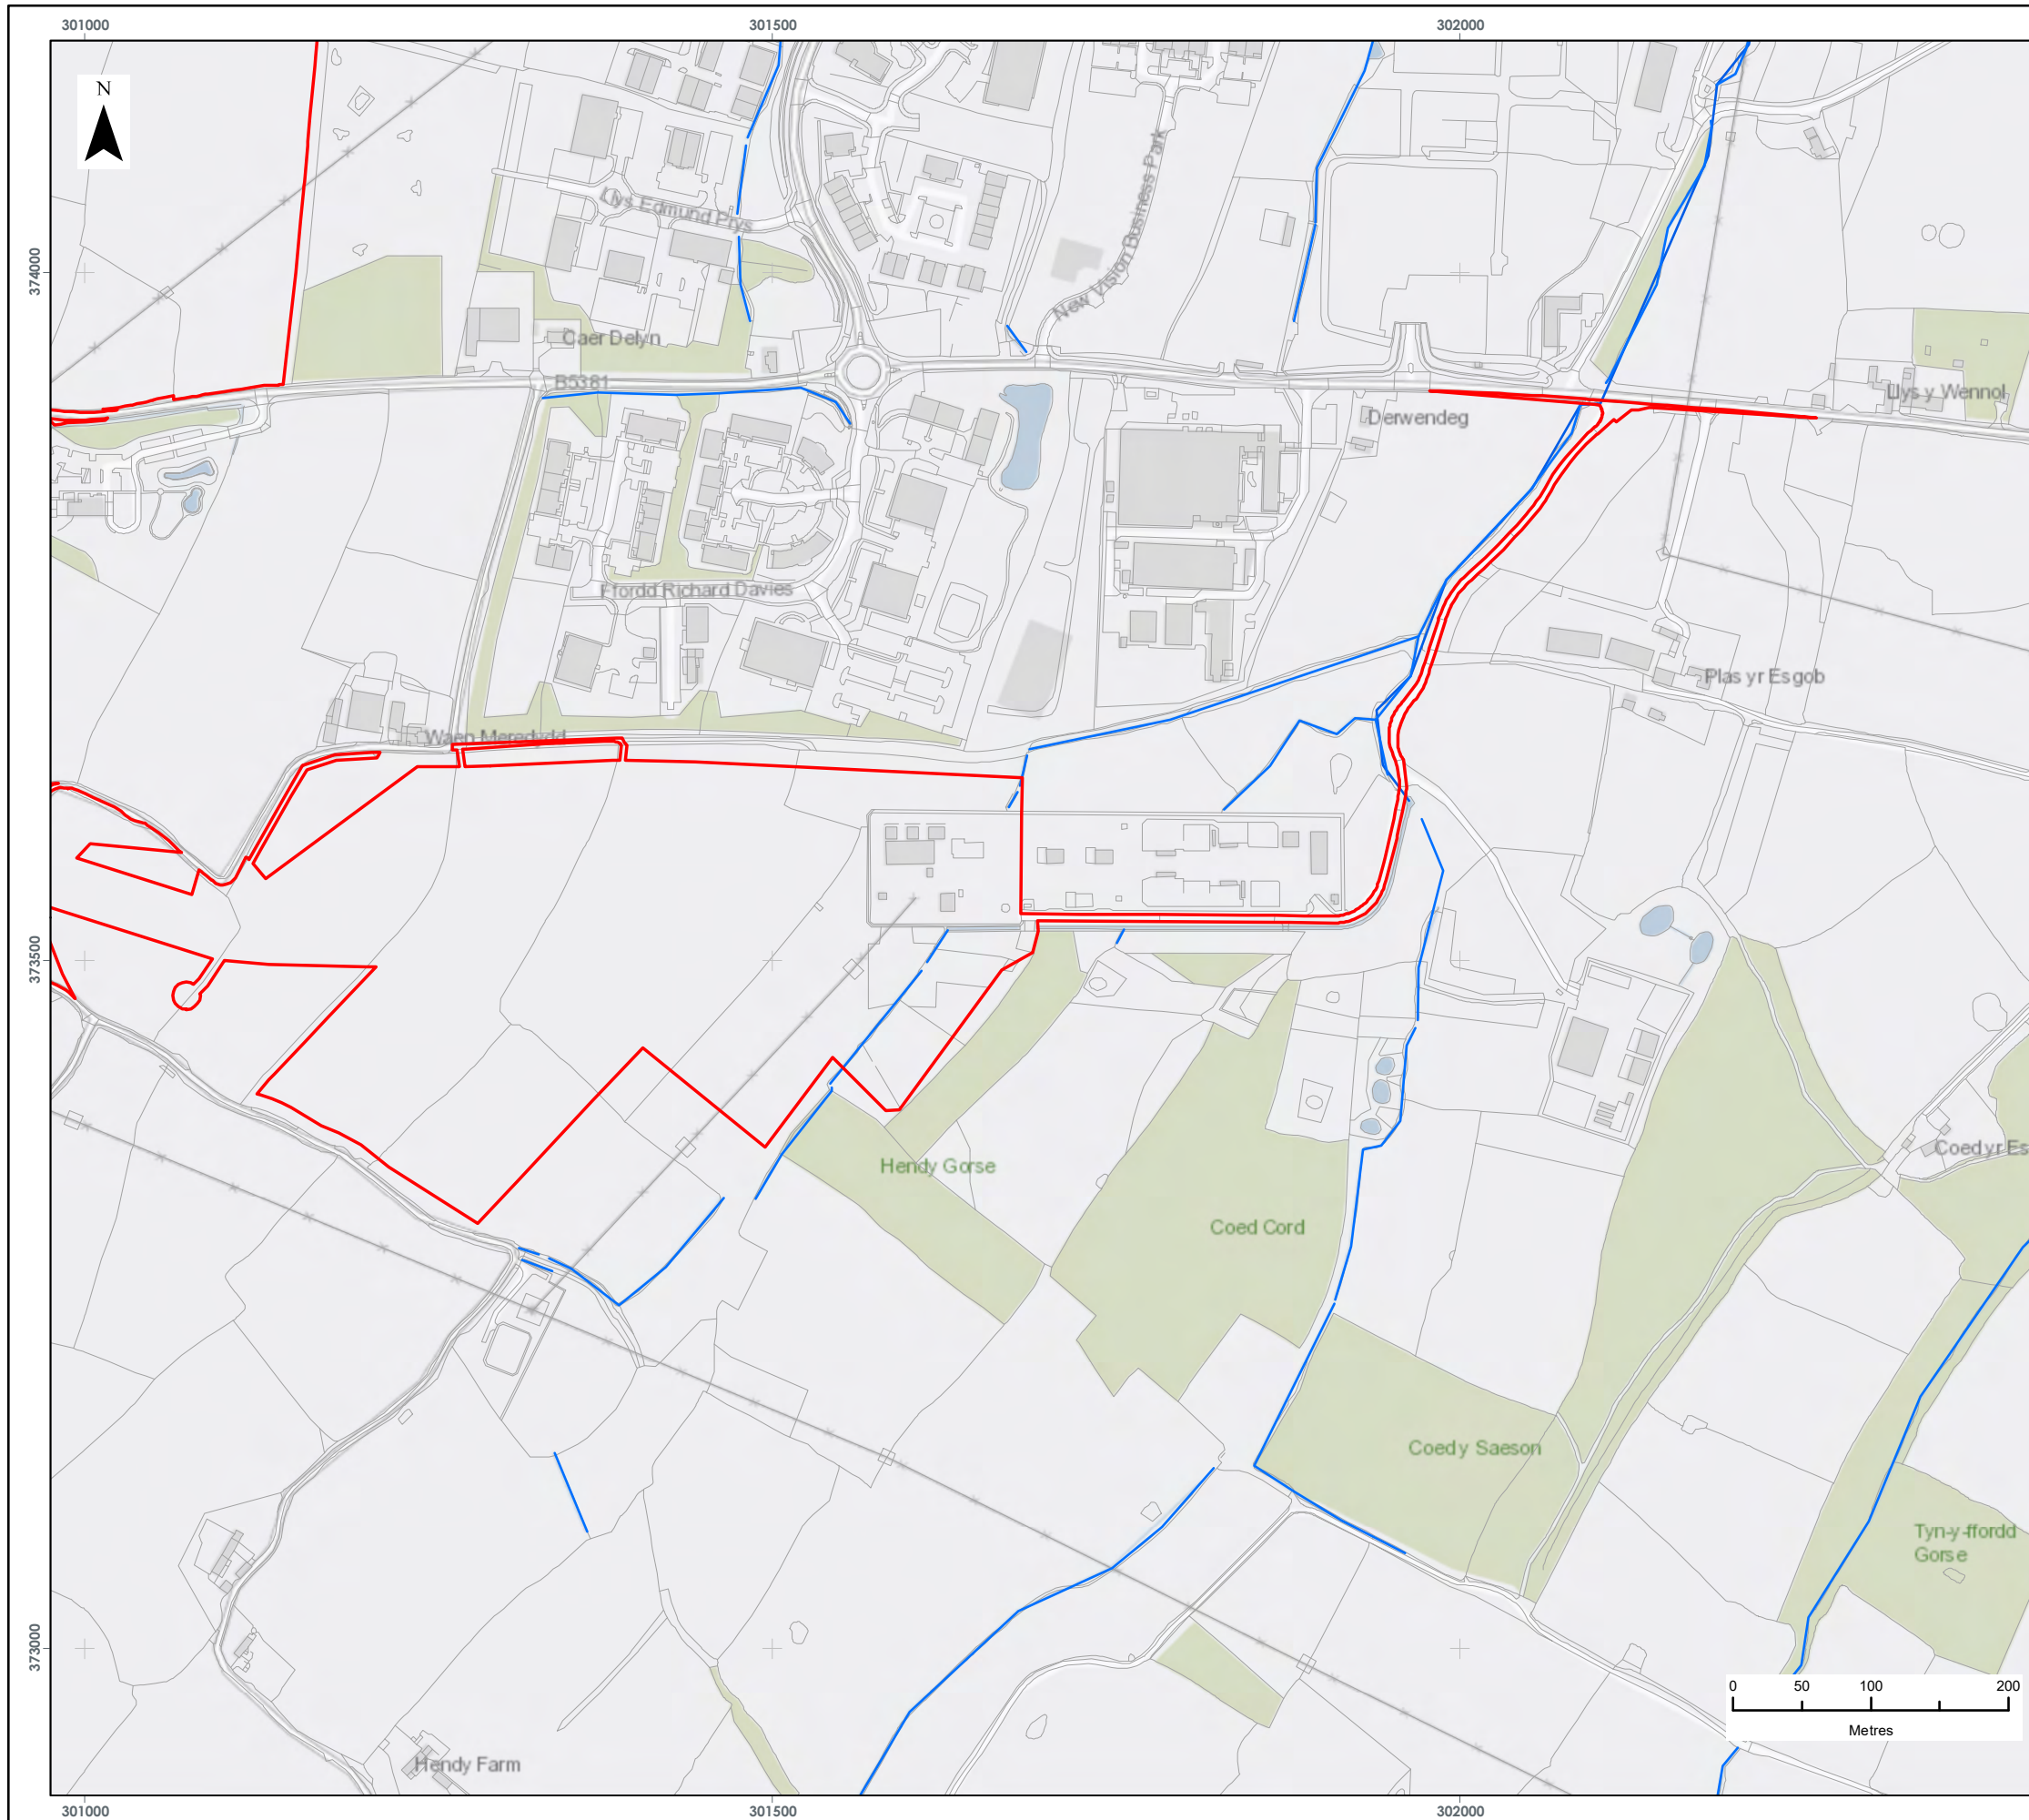 301000
301500
302000
N
374000
373500
373000
Llys Edmund Prys
New Vision Business Park
Caer Delyn
B5381
Llys y Wennol
Derwendeg
Ffordd Richard Davies
Plas yr Esgob
Waen Meredydd
Hendy Gorse
Coed Cord
Coed yr Es
Coed y Saeson
Tyn-y-ffordd
Gorse
Hendy Farm
0 50 100 200
Metres
301000
301500
302000